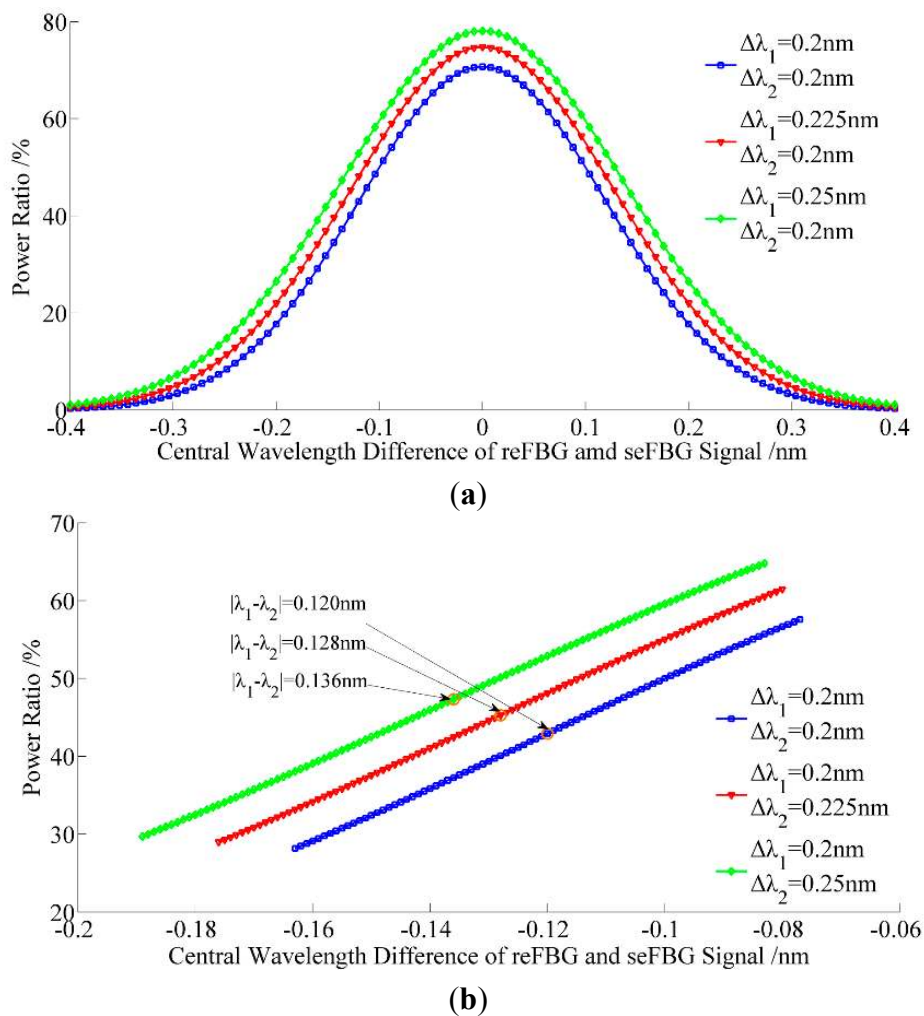 80
60
40
20
0
Power Ratio /%
-0.4
-0.3
-0.2
-0.1
0
0.1
0.2
0.3
0.4
Central Wavelength Difference of reFBG amd seFBG Signal /nm
Δλ1=0.2nm
Δλ2=0.2nm
Δλ1=0.225nm
Δλ2=0.2nm
Δλ1=0.25nm
Δλ2=0.2nm
(a)
70
60
50
40
30
20
Power Ratio /%
|λ1-λ2|=0.120nm
|λ1-λ2|=0.128nm
|λ1-λ2|=0.136nm
Δλ1=0.2nm
Δλ2=0.2nm
Δλ1=0.2nm
Δλ2=0.225nm
Δλ1=0.2nm
Δλ2=0.25nm
-0.2
-0.18
-0.16
-0.14
-0.12
-0.1
-0.08
-0.06
Central Wavelength Difference of reFBG and seFBG Signal /nm
(b)